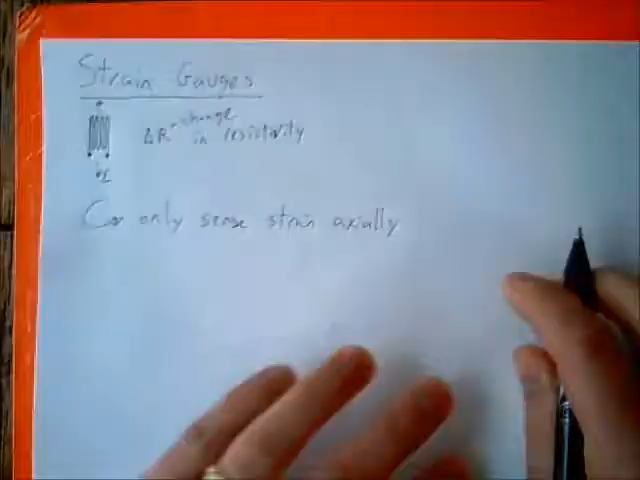 Strain Gauges
ΔR - change
in resistivity
Can only sense strain axially